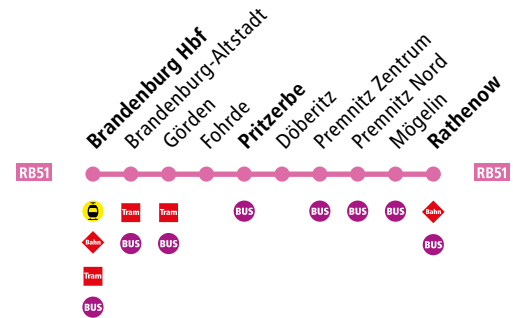 Brandenburg Hbf
Brandenburg-Altstadt
Görden
Fohrde
Pritzerbe
Döberitz
Premnitz Zentrum
Premnitz Nord
Mögelin
Rathenow
RB51
RB51
Tram
Tram
BUS
BUS
BUS
BUS
Bahn
Bahn
BUS
BUS
BUS
Tram
BUS